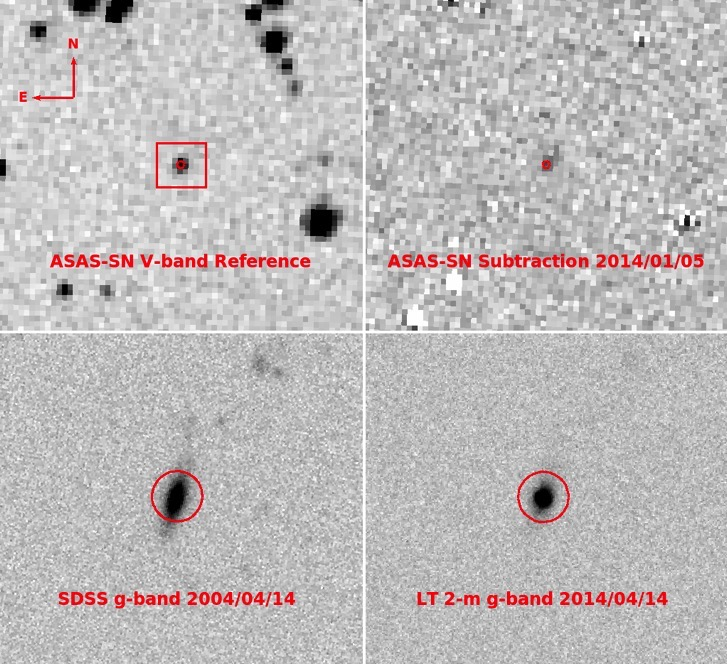 N
E
ASAS-SN V-band Reference
ASAS-SN Subtraction 2014/01/05
SDSS g-band 2004/04/14
LT 2-m g-band 2014/04/14